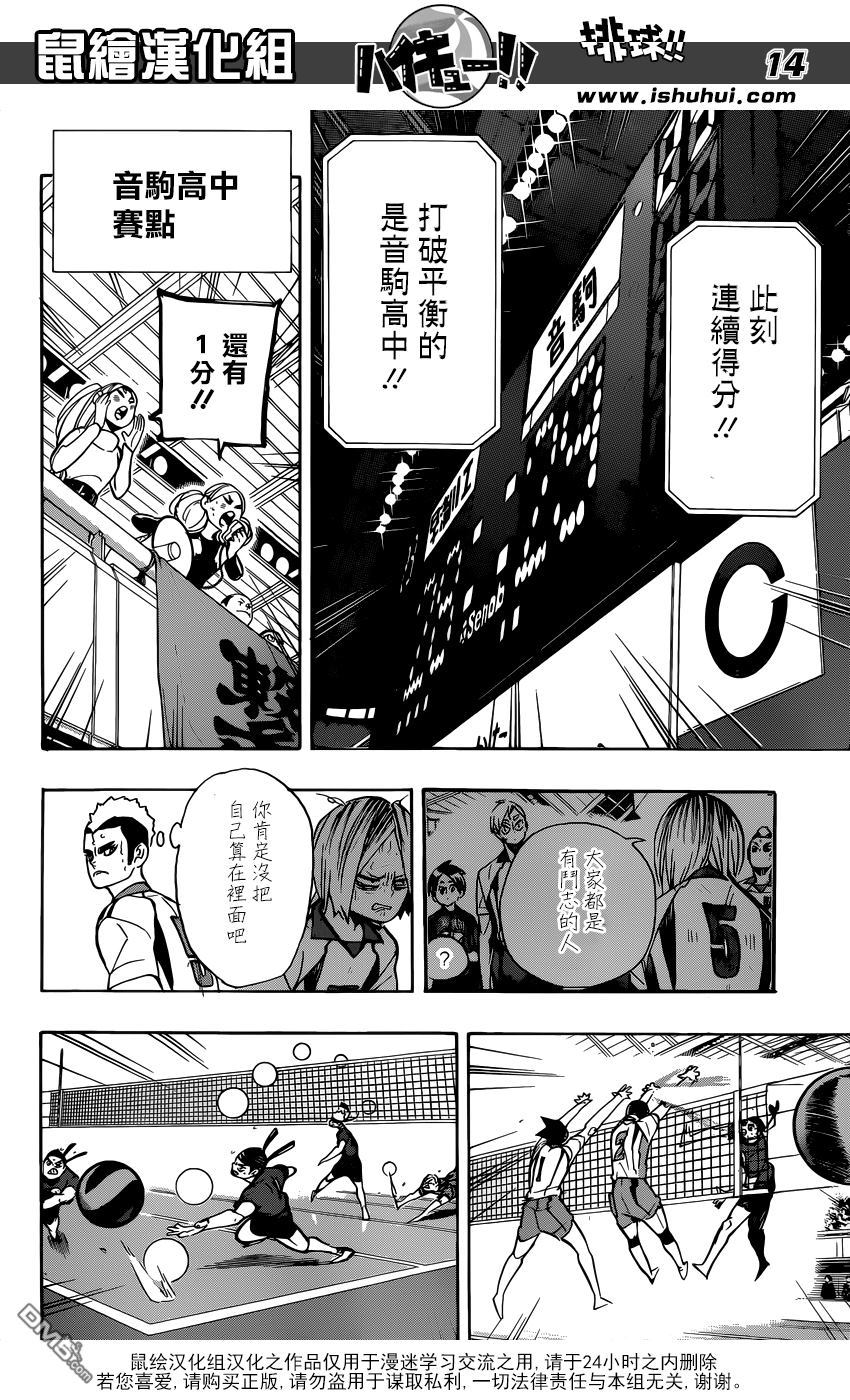 鼠繪漢化組
ハイキュー!!
排球!!
14
www.ishuhui.com
此刻
連續得分!!
打破平衡的
是音駒高中!!
音駒
Senob
音駒高中
賽點
還有
1分!!
大家都是
有鬥志的人
?
5
你肯定沒把
自己算在裡面吧
1
2
鼠绘汉化组汉化之作品仅用于漫迷学习交流之用, 请于24小时之内删除
若您喜爱, 请购买正版, 请勿盗用于谋取私利, 一切法律责任与本组无关, 谢谢。